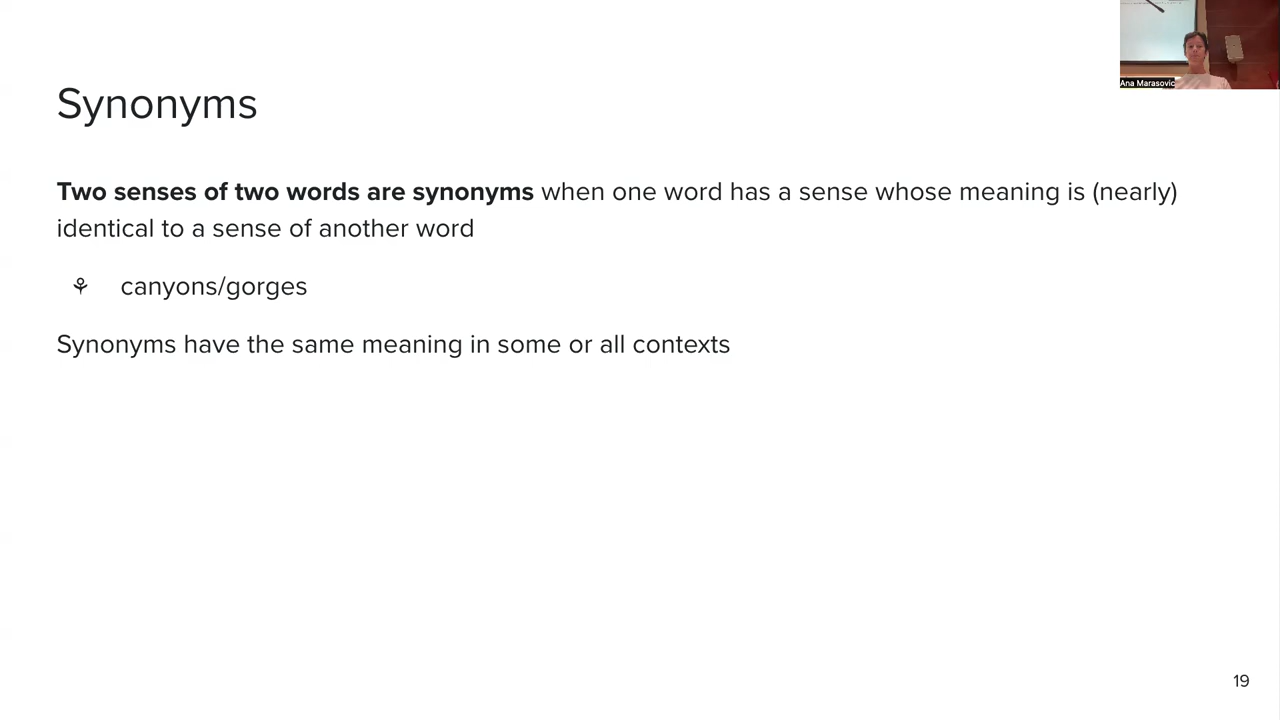 Ana Marasovic
Synonyms
Two senses of two words are synonyms when one word has a sense whose meaning is (nearly)
identical to a sense of another word
canyons/gorges
Synonyms have the same meaning in some or all contexts
19